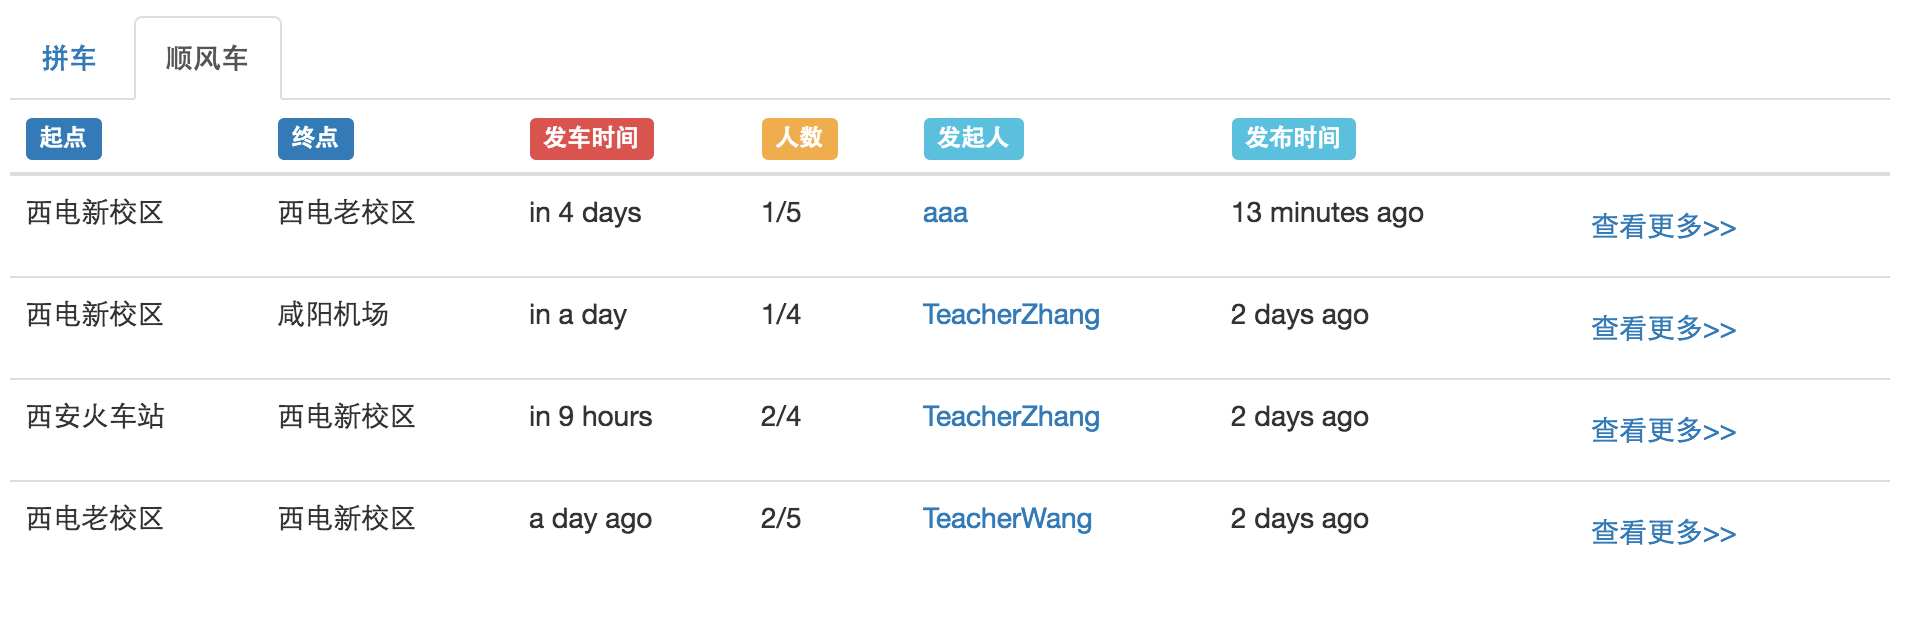 拼车 顺风车
起点 终点 发车时间 人数 发起人 发布时间
西电新校区 西电老校区 in 4 days 1/5 aaa 13 minutes ago 查看更多>>
西电新校区 咸阳机场 in a day 1/4 TeacherZhang 2 days ago 查看更多>>
西安火车站 西电新校区 in 9 hours 2/4 TeacherZhang 2 days ago 查看更多>>
西电老校区 西电新校区 a day ago 2/5 TeacherWang 2 days ago 查看更多>>